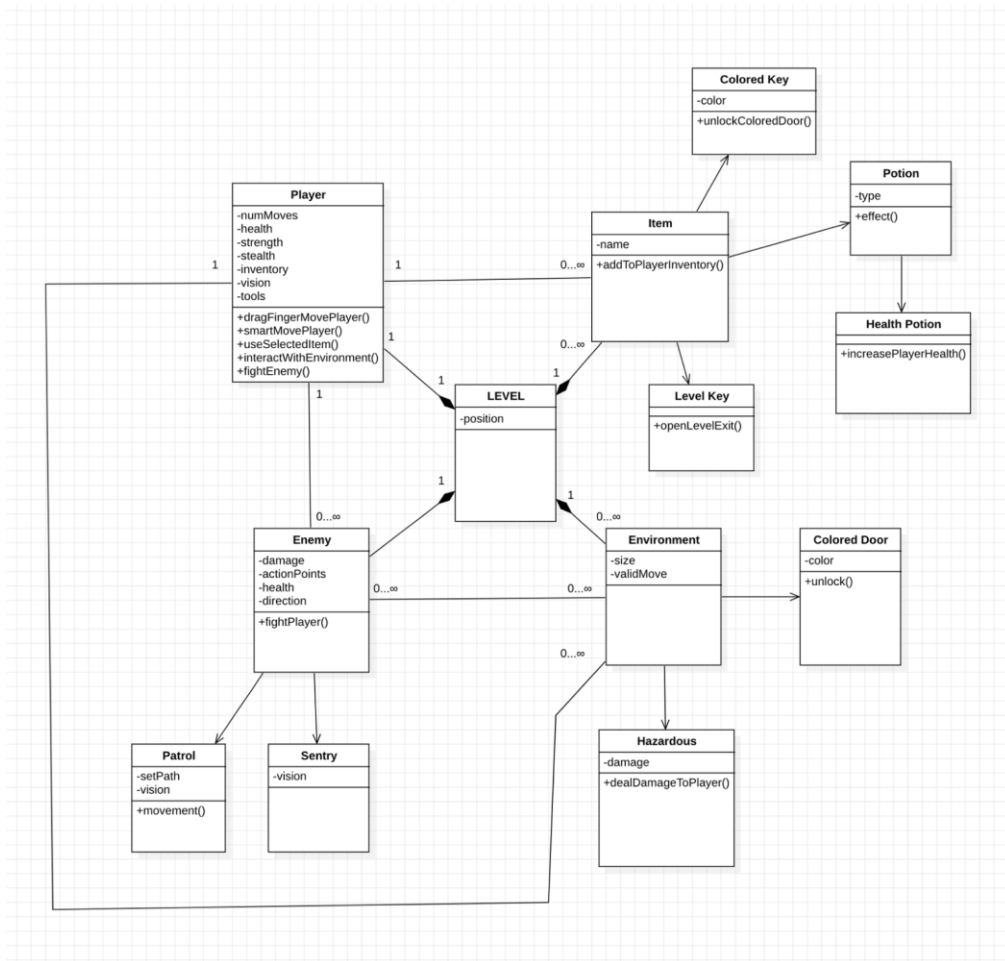 Colored Key
-color
+unlockColoredDoor()
Potion
-type
+effect()
Player
-numMoves
-health
-strength
-stealth
-inventory
-vision
-tools
+dragFingerMovePlayer()
+smartMovePlayer()
+useSelectedItem()
+interactWithEnvironment()
+fightEnemy()
Item
-name
+addToPlayerInventory()
1
1
0...∞
Health Potion
+increasePlayerHealth()
1
1
0...∞
1
LEVEL
-position
Level Key
+openLevelExit()
1
0...∞
1
1
0...∞
Enemy
-damage
-actionPoints
-health
-direction
+fightPlayer()
Environment
-size
-validMove
Colored Door
-color
+unlock()
0...∞
0...∞
0...∞
Patrol
-setPath
-vision
+movement()
Sentry
-vision
Hazardous
-damage
+dealDamageToPlayer()